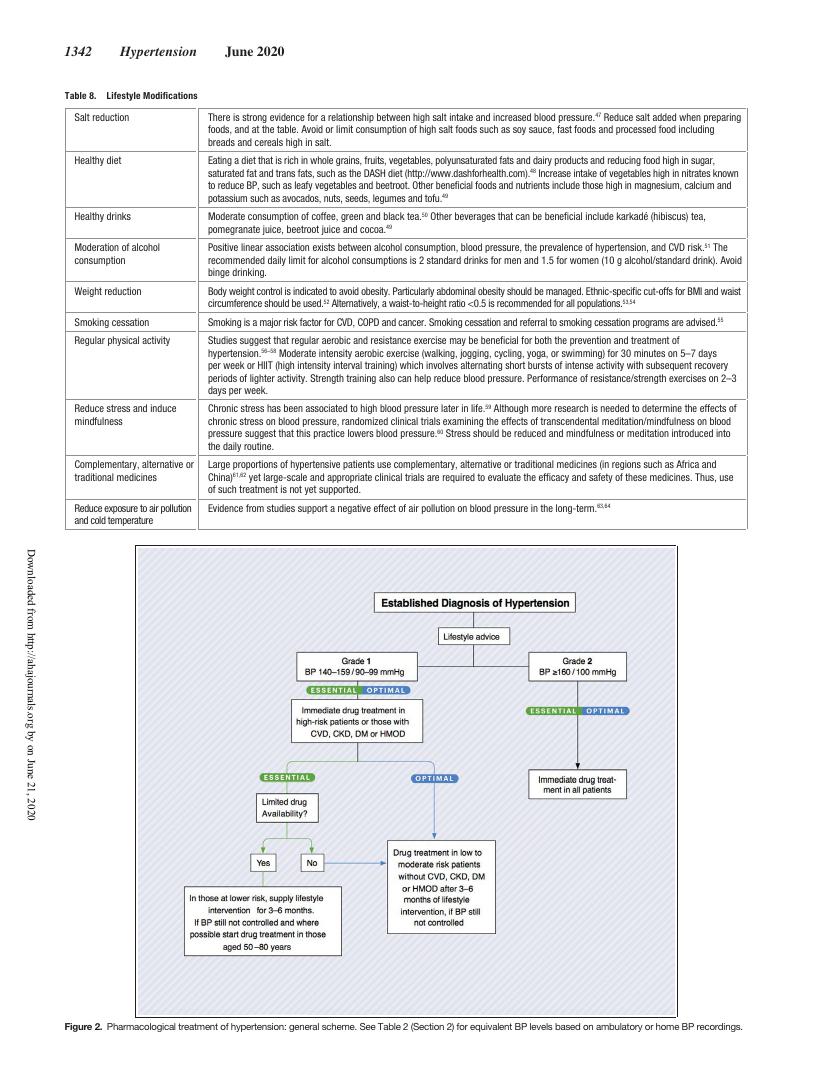 1342 Hypertension June 2020
Table 8. Lifestyle Modifications
Salt reduction
There is strong evidence for a relationship between high salt intake and increased blood pressure.47 Reduce salt added when preparing
foods, and at the table. Avoid or limit consumption of high salt foods such as soy sauce, fast foods and processed food including
breads and cereals high in salt.
Healthy diet
Eating a diet that is rich in whole grains, fruits, vegetables, polyunsaturated fats and dairy products and reducing food high in sugar,
saturated fat and trans fats, such as the DASH diet (http://www.dashforhealth.com).48 Increase intake of vegetables high in nitrates known
to reduce BP, such as leafy vegetables and beetroot. Other beneficial foods and nutrients include those high in magnesium, calcium and
potassium such as avocados, nuts, seeds, legumes and tofu.49
Healthy drinks
Moderate consumption of coffee, green and black tea.50 Other beverages that can be beneficial include karkadé (hibiscus) tea,
pomegranate juice, beetroot juice and cocoa.49
Moderation of alcohol
consumption
Positive linear association exists between alcohol consumption, blood pressure, the prevalence of hypertension, and CVD risk.51 The
recommended daily limit for alcohol consumptions is 2 standard drinks for men and 1.5 for women (10 g alcohol/standard drink). Avoid
binge drinking.
Weight reduction
Body weight control is indicated to avoid obesity. Particularly abdominal obesity should be managed. Ethnic-specific cut-offs for BMI and waist
circumference should be used.52 Alternatively, a waist-to-height ratio <0.5 is recommended for all populations.53,54
Smoking cessation
Smoking is a major risk factor for CVD, COPD and cancer. Smoking cessation and referral to smoking cessation programs are advised.55
Regular physical activity
Studies suggest that regular aerobic and resistance exercise may be beneficial for both the prevention and treatment of
hypertension.56–58 Moderate intensity aerobic exercise (walking, jogging, cycling, yoga, or swimming) for 30 minutes on 5–7 days
per week or HIIT (high intensity interval training) which involves alternating short bursts of intense activity with subsequent recovery
periods of lighter activity. Strength training also can help reduce blood pressure. Performance of resistance/strength exercises on 2–3
days per week.
Reduce stress and induce
mindfulness
Chronic stress has been associated to high blood pressure later in life.59 Although more research is needed to determine the effects of
chronic stress on blood pressure, randomized clinical trials examining the effects of transcendental meditation/mindfulness on blood
pressure suggest that this practice lowers blood pressure.60 Stress should be reduced and mindfulness or meditation introduced into
the daily routine.
Complementary, alternative or
traditional medicines
Large proportions of hypertensive patients use complementary, alternative or traditional medicines (in regions such as Africa and
China)61,62 yet large-scale and appropriate clinical trials are required to evaluate the efficacy and safety of these medicines. Thus, use
of such treatment is not yet supported.
Reduce exposure to air pollution
and cold temperature
Evidence from studies support a negative effect of air pollution on blood pressure in the long-term.63,64
Established Diagnosis of Hypertension
Lifestyle advice
Grade 1
BP 140–159/90–99 mmHg
Grade 2
BP ≥160/100 mmHg
ESSENTIAL OPTIMAL
Immediate drug treatment in
high-risk patients or those with
CVD, CKD, DM or HMOD
ESSENTIAL OPTIMAL
Immediate drug treat-
ment in all patients
ESSENTIAL
OPTIMAL
Limited drug
Availability?
Yes
No
Drug treatment in low to
moderate risk patients
without CVD, CKD, DM
or HMOD after 3–6
months of lifestyle
intervention, if BP still
not controlled
In those at lower risk, supply lifestyle
intervention for 3–6 months.
If BP still not controlled and where
possible start drug treatment in those
aged 50–80 years
Figure 2. Pharmacological treatment of hypertension: general scheme. See Table 2 (Section 2) for equivalent BP levels based on ambulatory or home BP recordings.
Downloaded from http://ahajournals.org by on June 21, 2020